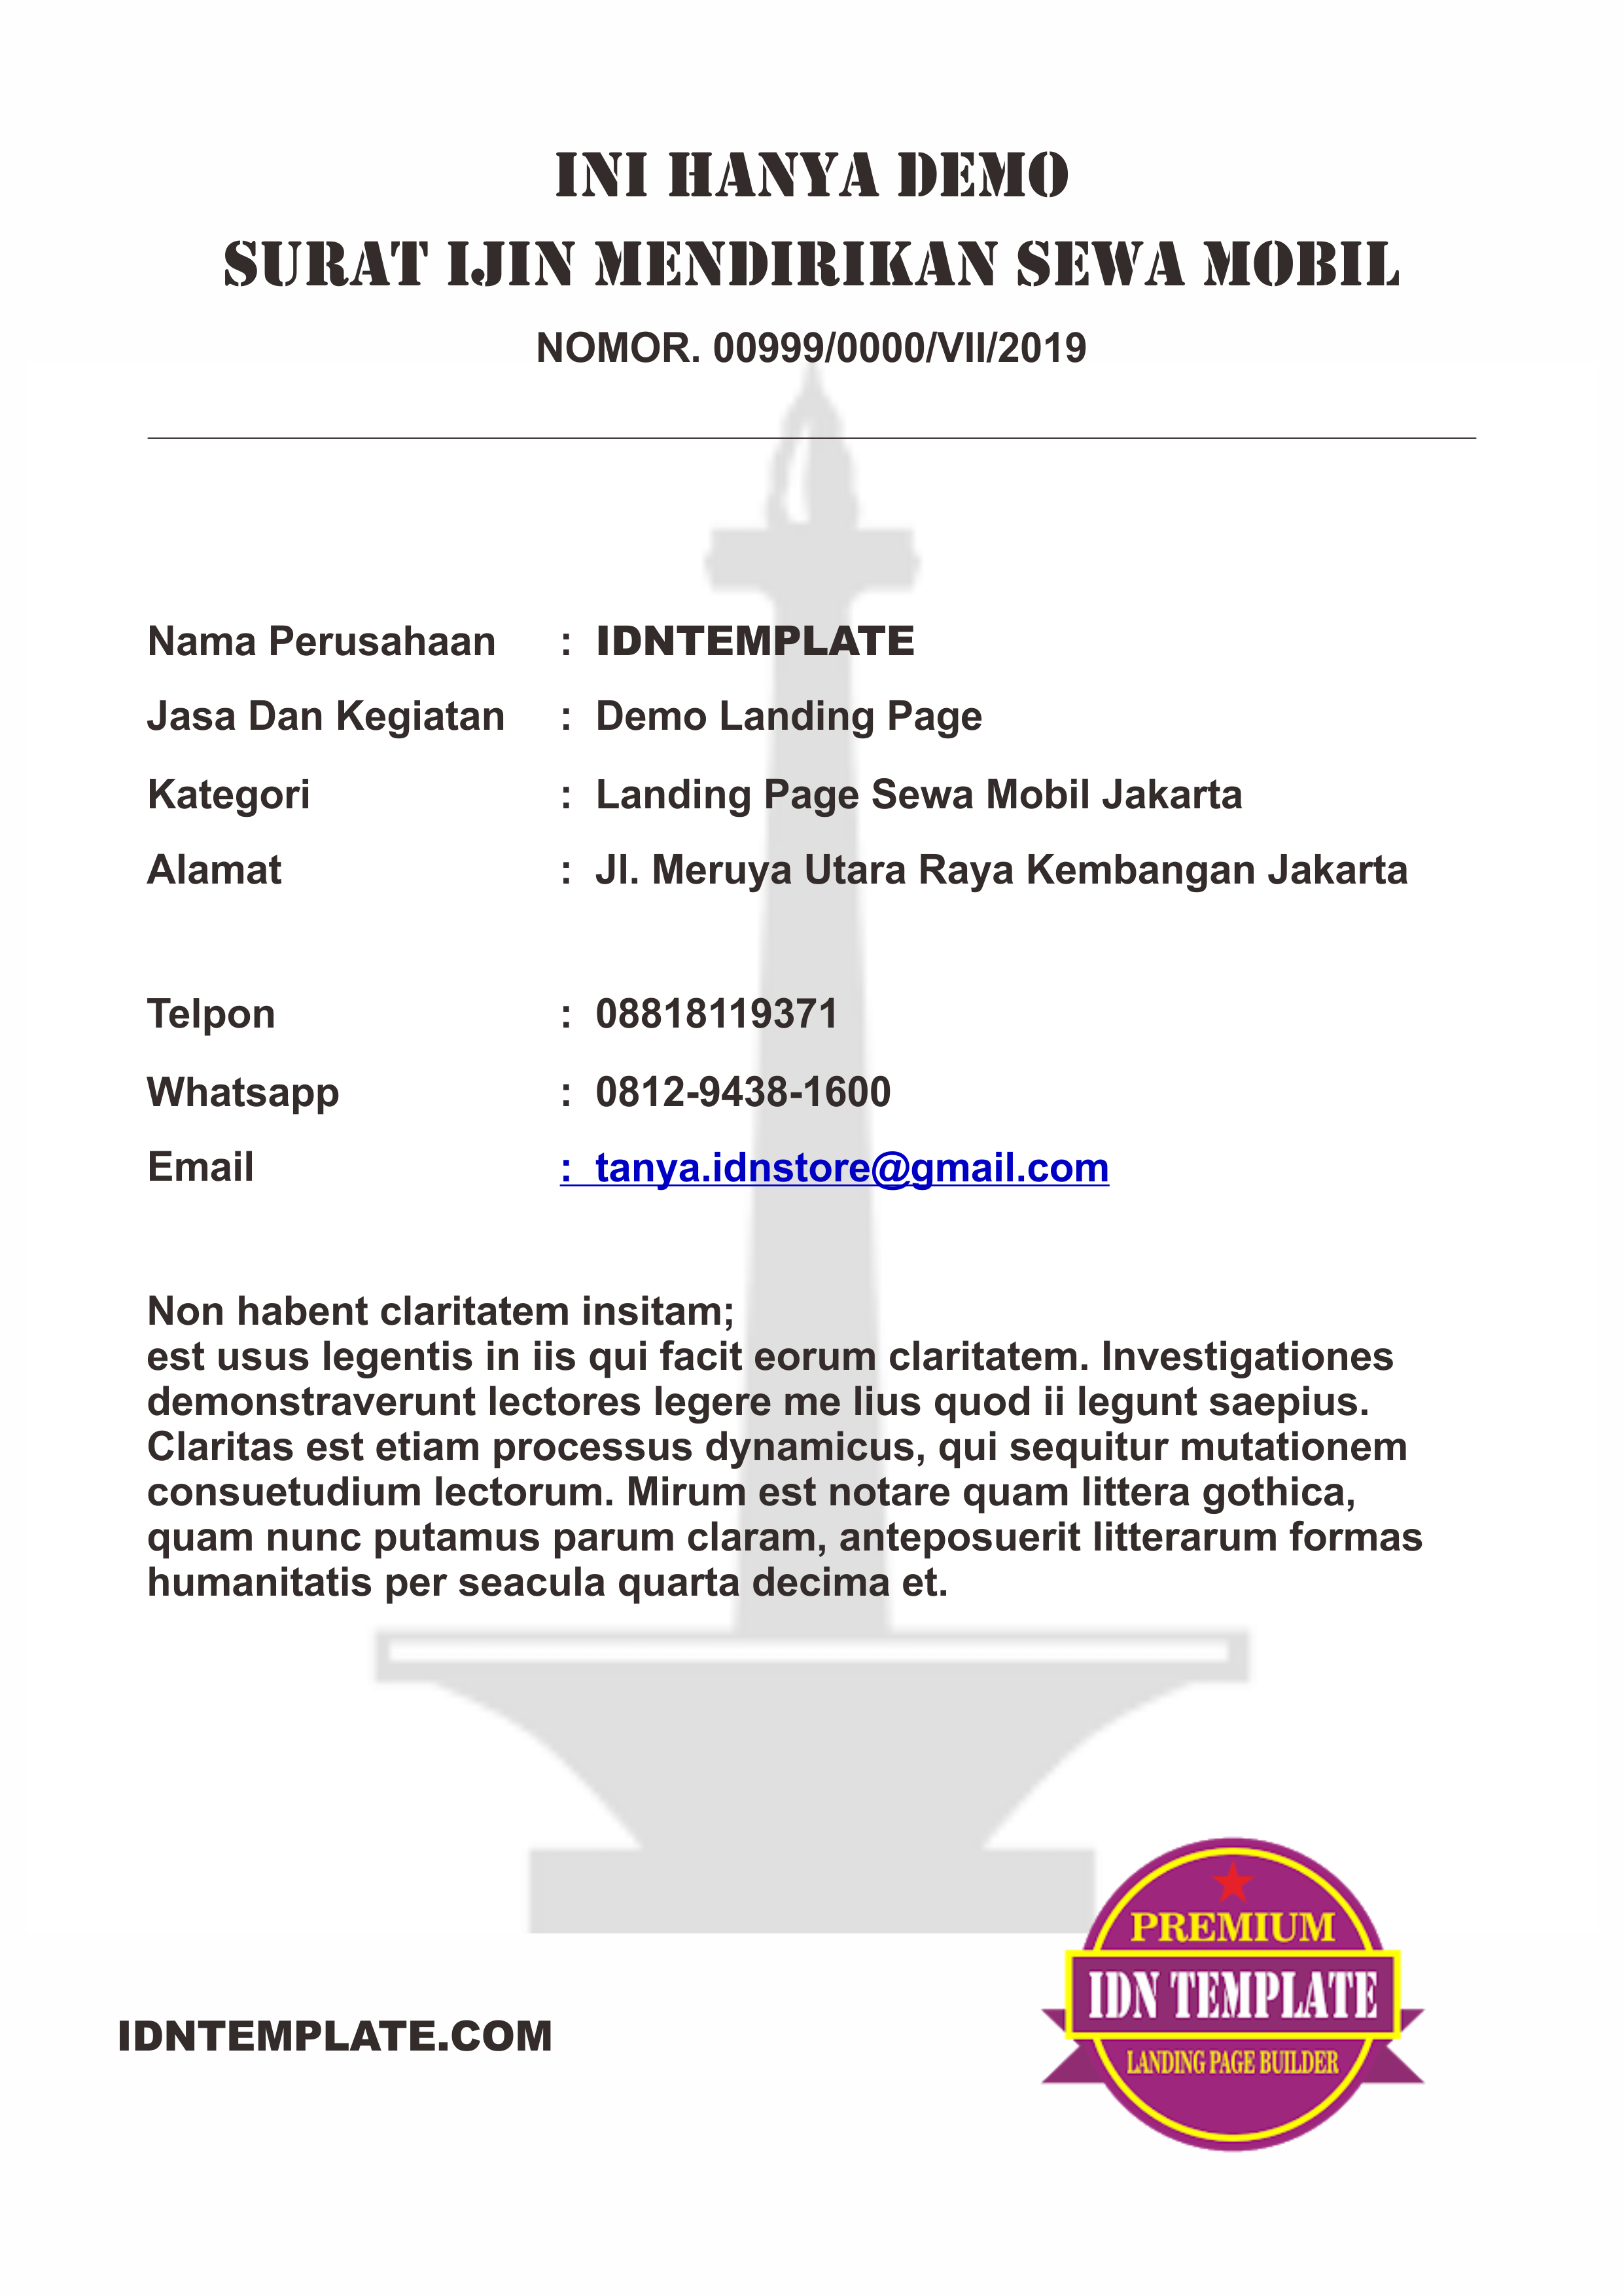 INI HANYA DEMO
SURAT IJIN MENDIRIKAN SEWA MOBIL
NOMOR. 00999/0000/VII/2019
Nama Perusahaan : IDNTEMPLATE
Jasa Dan Kegiatan : Demo Landing Page
Kategori : Landing Page Sewa Mobil Jakarta
Alamat : Jl. Meruya Utara Raya Kembangan Jakarta
Telpon : 08818119371
Whatsapp : 0812-9438-1600
Email : tanya.idnstore@gmail.com
Non habent claritatem insitam;
est usus legentis in iis qui facit eorum claritatem. Investigationes
demonstraverunt lectores legere me lius quod ii legunt saepius.
Claritas est etiam processus dynamicus, qui sequitur mutationem
consuetudium lectorum. Mirum est notare quam littera gothica,
quam nunc putamus parum claram, anteposuerit litterarum formas
humanitatis per seacula quarta decima et.
PREMIUM
IDN TEMPLATE
LANDING PAGE BUILDER
IDNTEMPLATE.COM